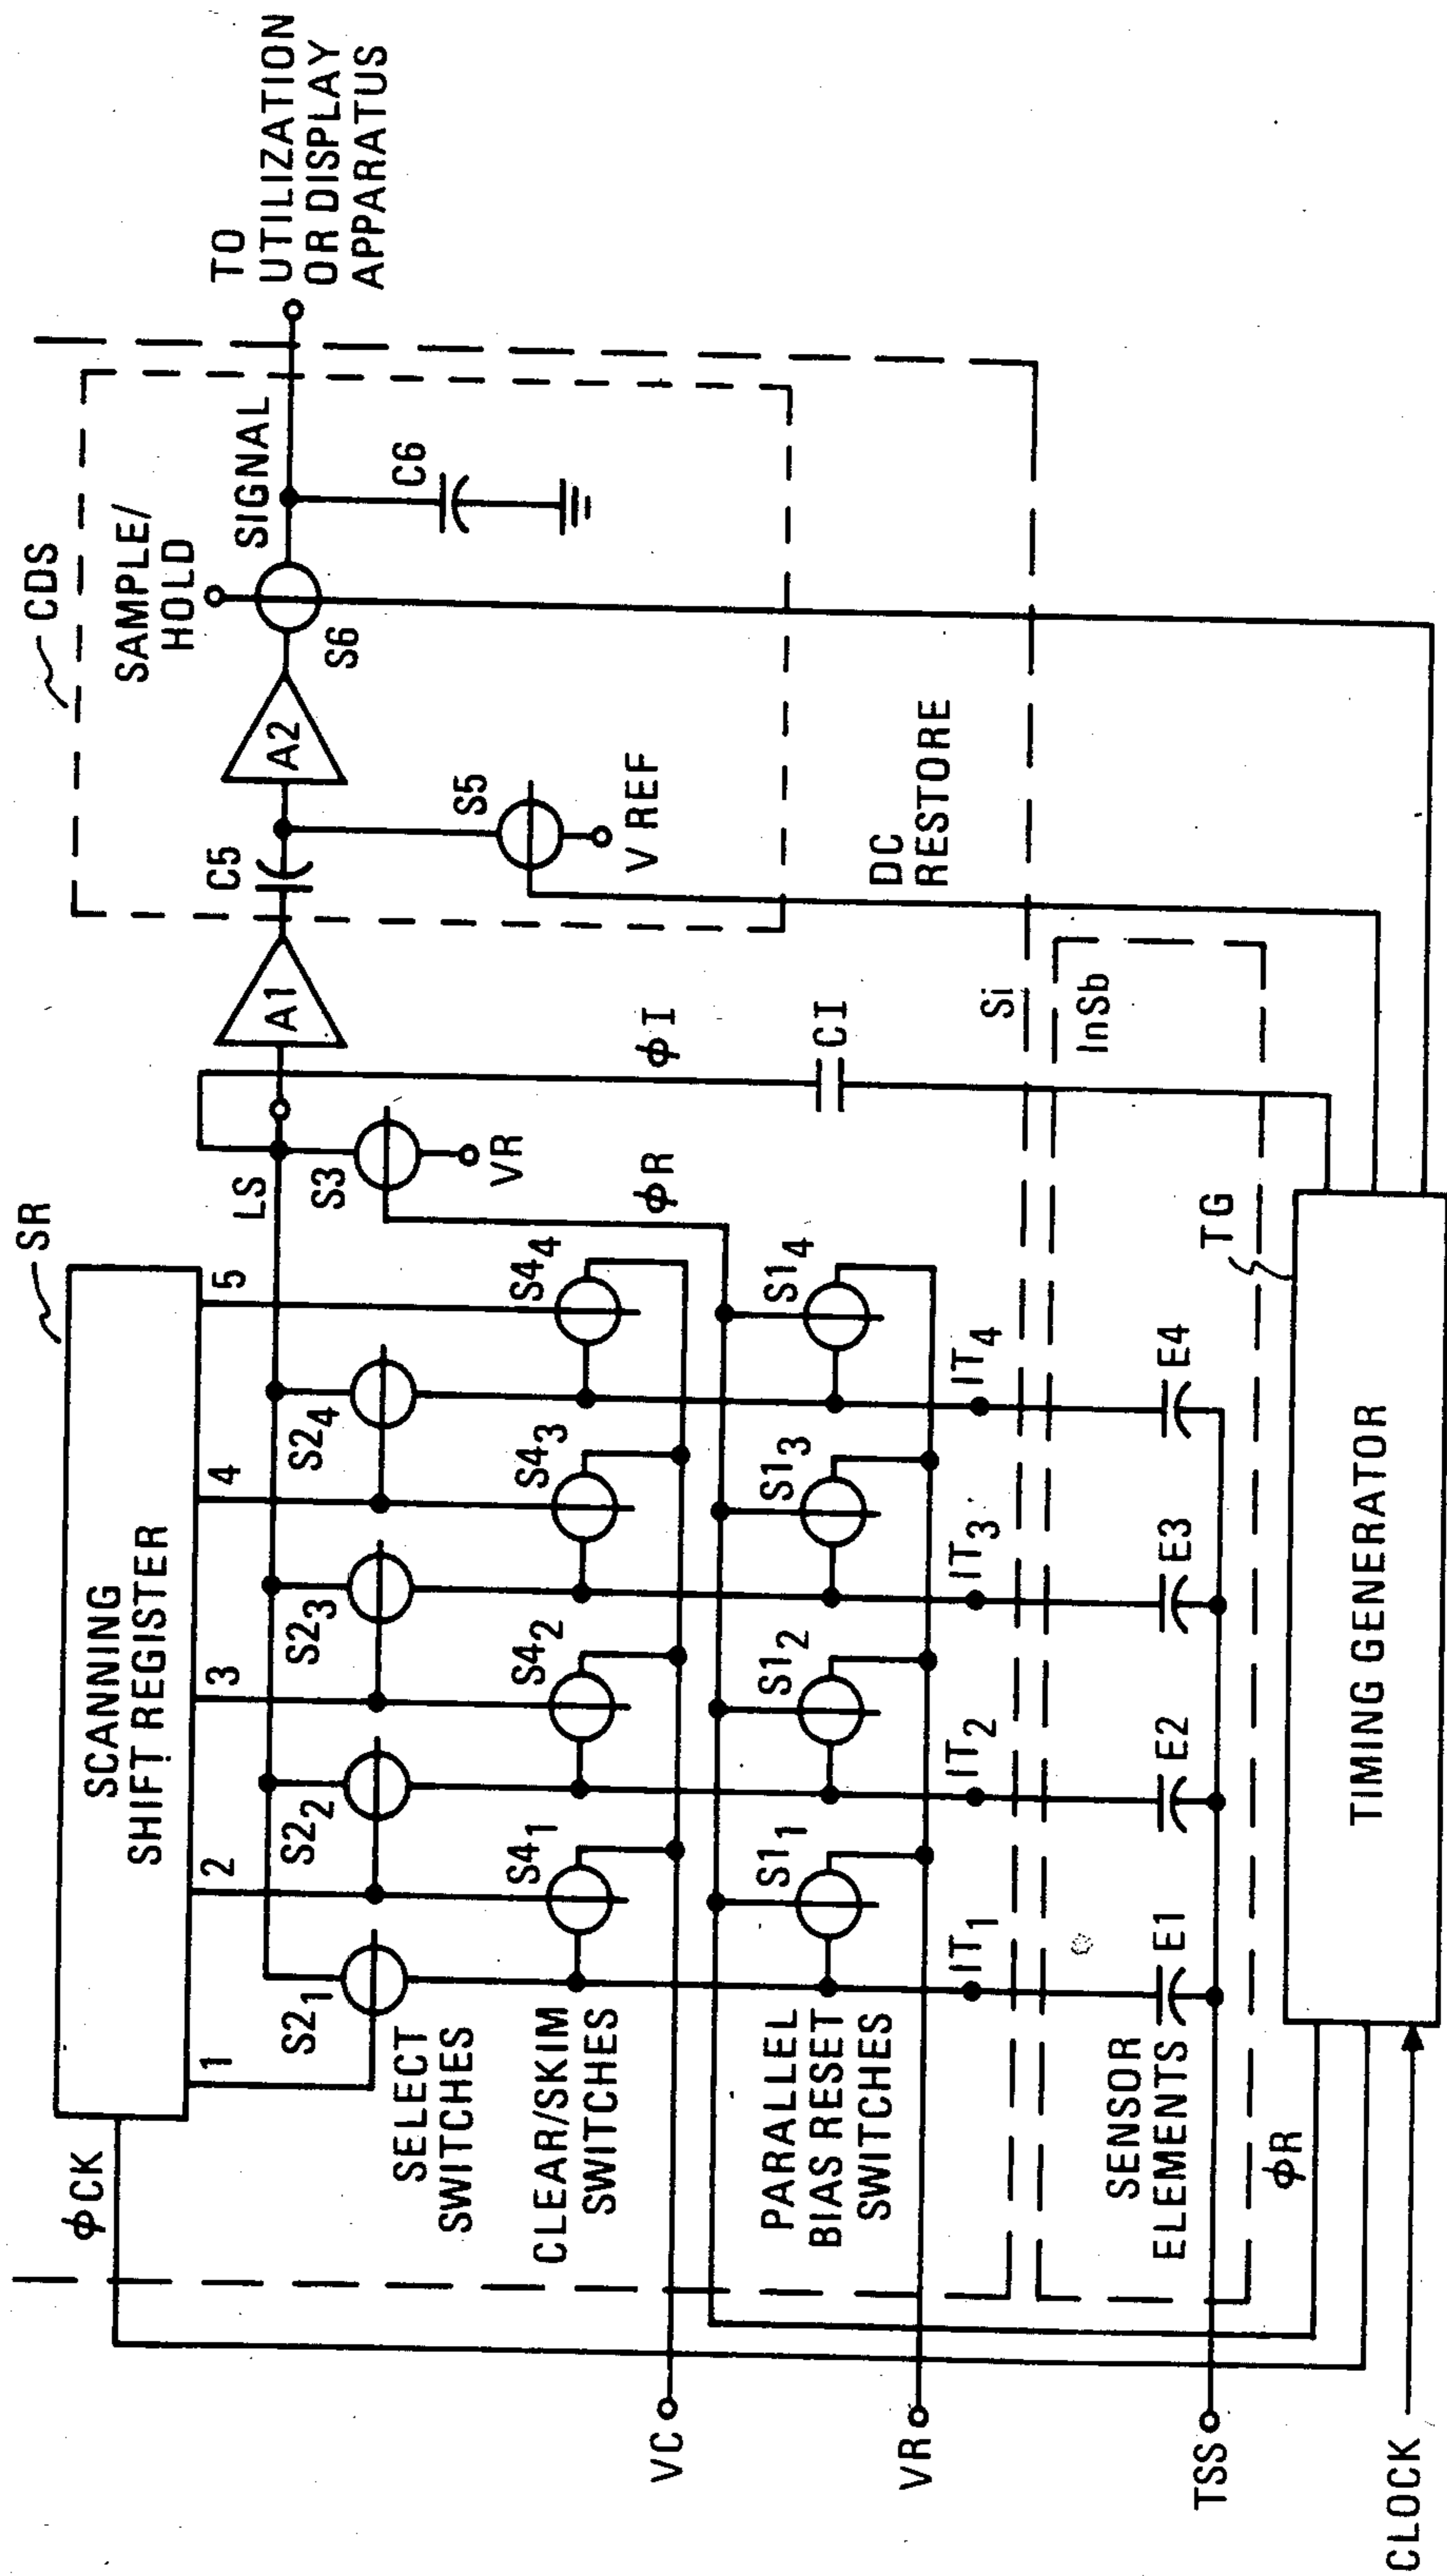 SR
SCANNING
SHIFT REGISTER
ϕCK
1
2
3
4
5
LS
S2₁
S2₂
S2₃
S2₄
SELECT
SWITCHES
S3
VR
S4₁
S4₂
S4₃
S4₄
CLEAR/SKIM
SWITCHES
VC
ϕR
ϕI
S1₁
S1₂
S1₃
S1₄
PARALLEL
BIAS RESET
SWITCHES
VR
CI
IT₁
IT₂
IT₃
IT₄
Si
InSb
SENSOR
ELEMENTS
E1
E2
E3
E4
TSS
ϕR
TG
TIMING GENERATOR
CLOCK
A1
CDS
C5
A2
S5
V REF
DC
RESTORE
SAMPLE/
HOLD
S6
SIGNAL
C6
TO
UTILIZATION
OR DISPLAY
APPARATUS